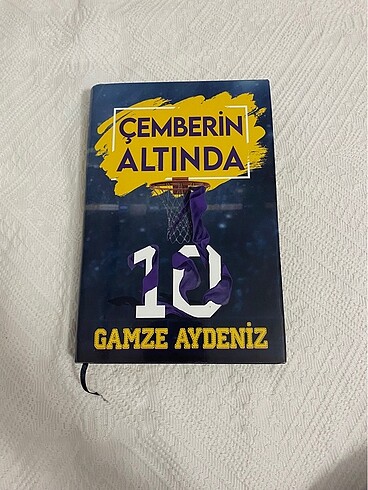 ÇEMBERİN
ALTINDA
10
GAMZE AYDENİZ